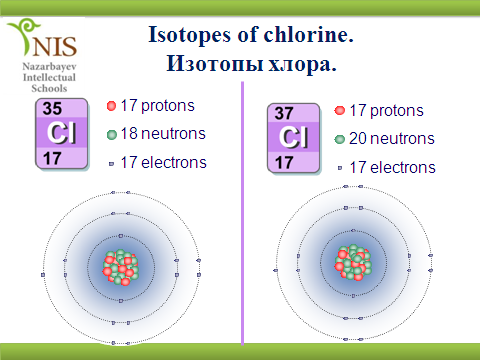 NIS
Nazarbayev
Intellectual
Schools
Isotopes of chlorine.
Изотопы хлора.
35
Cl
17
17 protons
18 neutrons
17 electrons
37
Cl
17
17 protons
20 neutrons
17 electrons